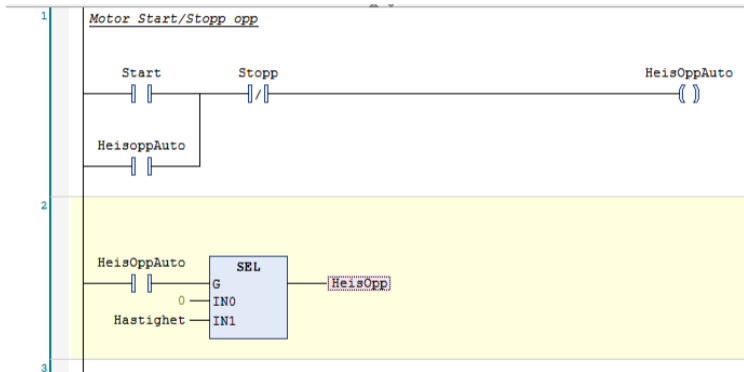 1
Motor Start/Stopp opp
Start Stopp HeisOppAuto
HeisoppAuto
2
HeisOppAuto
SEL
G HeisOpp
0 IN0
Hastighet IN1
3